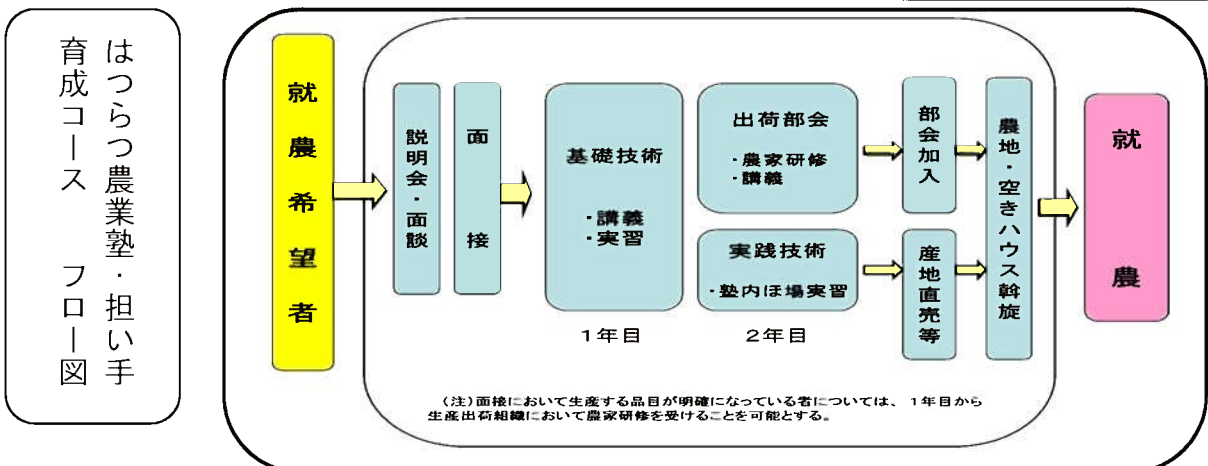 はつらつ農業塾・担い手
育成コース　フロー図
就農希望者
説明会・面談
面接
基礎技術
・講義
・実習
1年目
出荷部会
・農家研修
・講義
実践技術
・塾内ほ場実習
2年目
部会加入
産地直売等
農地・空きハウス斡旋
就農
（注）面接において生産する品目が明確になっている者については、1年目から
生産出荷組織において農家研修を受けることを可能とする。